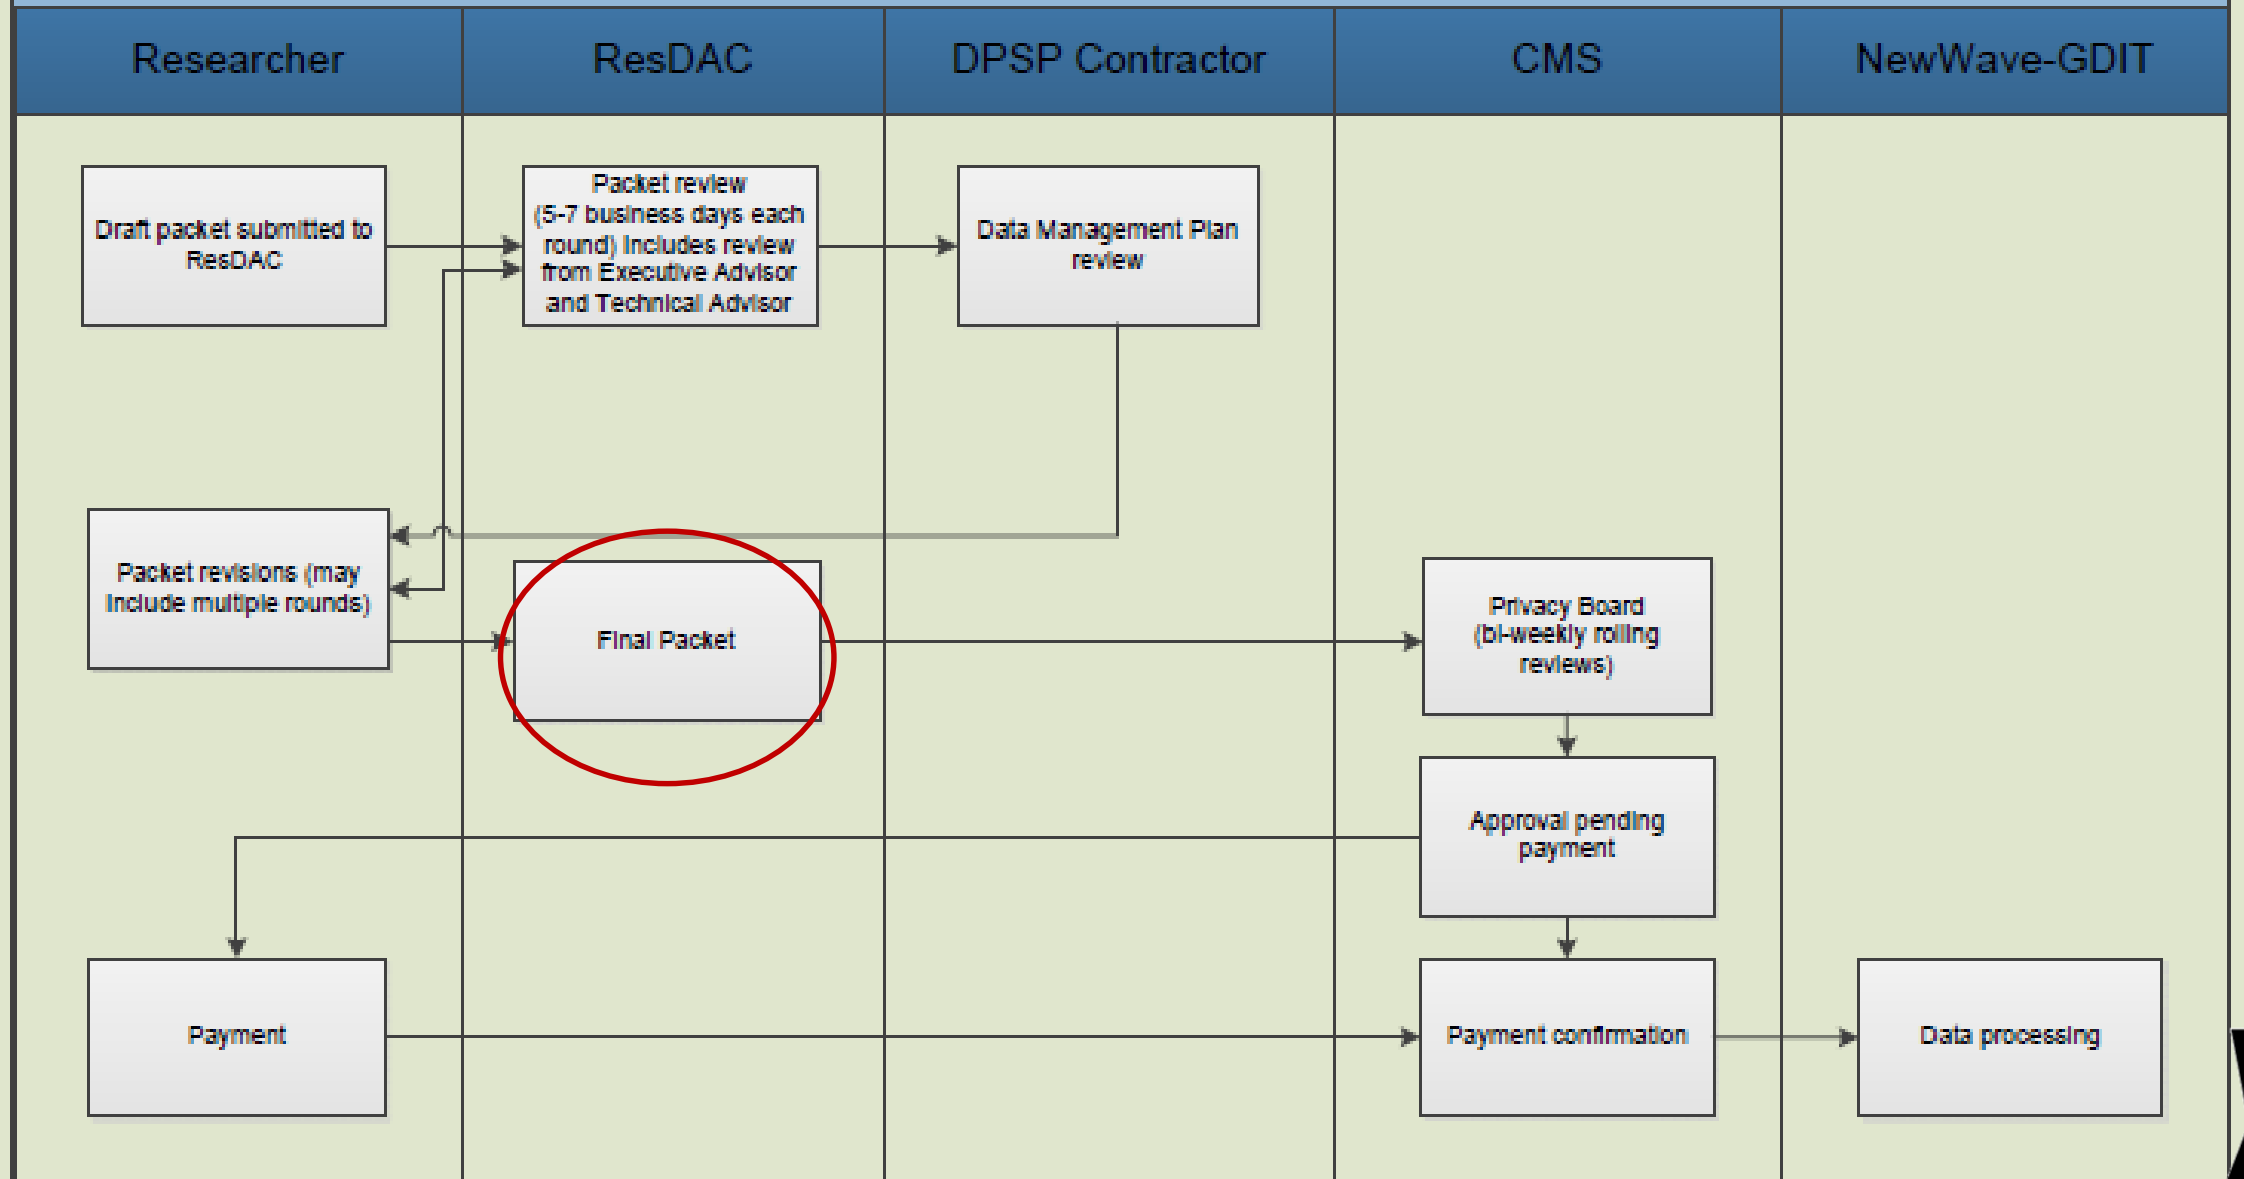 Researcher
ResDAC
DPSP Contractor
CMS
NewWave-GDIT
Draft packet submitted to
ResDAC
Packet review
(5-7 business days each
round) Includes review
from Executive Advisor
and Technical Advisor
Data Management Plan
review
Packet revisions (may
include multiple rounds)
Final Packet
Privacy Board
(bi-weekly rolling
reviews)
Approval pending
payment
Payment
Payment confirmation
Data processing